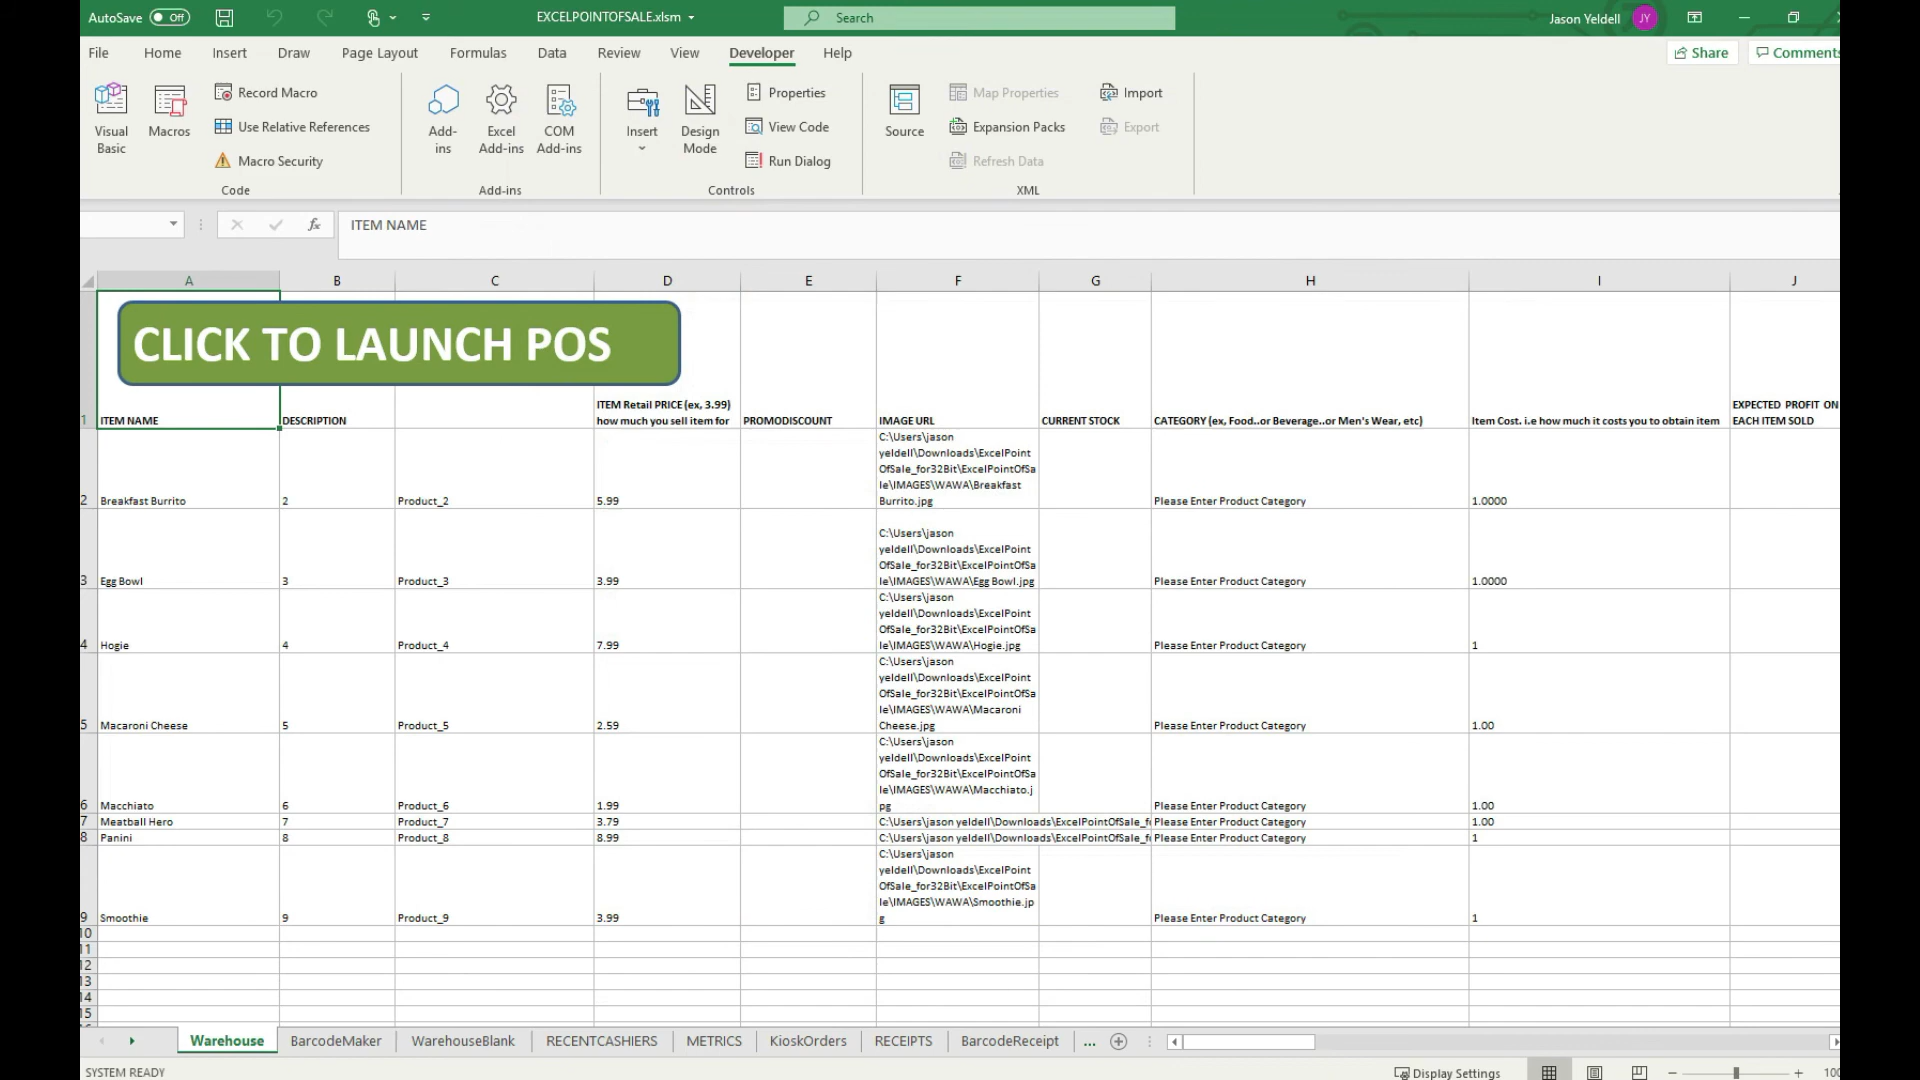 AutoSave Off
EXCELPOINTOFSALE.xlsm
Search
Jason Yeldell JY
File Home Insert Draw Page Layout Formulas Data Review View Developer Help
Share
Comments
Visual Basic
Macros
Record Macro
Use Relative References
Macro Security
Code
Add-ins
Excel Add-ins
COM Add-ins
Add-ins
Insert
Design Mode
Properties
View Code
Run Dialog
Controls
Source
Map Properties
Expansion Packs
Refresh Data
Import
Export
XML
fx
ITEM NAME
A B C D E F G H I J
CLICK TO LAUNCH POS
1 ITEM NAME
DESCRIPTION
ITEM Retail PRICE (ex, 3.99)
how much you sell item for
PROMODISCOUNT
IMAGE URL
CURRENT STOCK
CATEGORY (ex, Food..or Beverage..or Men's Wear, etc)
Item Cost. i.e how much it costs you to obtain item
EXPECTED PROFIT ON
EACH ITEM SOLD
2 Breakfast Burrito 2 Product_2 5.99
C:\Users\jason
yeldell\Downloads\ExcelPoint
OfSale_for32Bit\ExcelPointOfSa
le\IMAGES\WAWA\Breakfast
Burrito.jpg
Please Enter Product Category 1.0000
3 Egg Bowl 3 Product_3 3.99
C:\Users\jason
yeldell\Downloads\ExcelPoint
OfSale_for32Bit\ExcelPointOfSa
le\IMAGES\WAWA\Egg Bowl.jpg
Please Enter Product Category 1.0000
4 Hogie 4 Product_4 7.99
C:\Users\jason
yeldell\Downloads\ExcelPoint
OfSale_for32Bit\ExcelPointOfSa
le\IMAGES\WAWA\Hogie.jpg
Please Enter Product Category 1
5 Macaroni Cheese 5 Product_5 2.59
C:\Users\jason
yeldell\Downloads\ExcelPoint
OfSale_for32Bit\ExcelPointOfSa
le\IMAGES\WAWA\Macaroni
Cheese.jpg
Please Enter Product Category 1.00
6 Macchiato 6 Product_6 1.99
C:\Users\jason
yeldell\Downloads\ExcelPoint
OfSale_for32Bit\ExcelPointOfSa
le\IMAGES\WAWA\Macchiato.j
pg
Please Enter Product Category 1.00
7 Meatball Hero 7 Product_7 3.79 C:\Users\jason yeldell\Downloads\ExcelPointOfSale_f Please Enter Product Category 1.00
8 Panini 8 Product_8 8.99 C:\Users\jason yeldell\Downloads\ExcelPointOfSale_f Please Enter Product Category 1
9 Smoothie 9 Product_9 3.99
C:\Users\jason
yeldell\Downloads\ExcelPoint
OfSale_for32Bit\ExcelPointOfSa
le\IMAGES\WAWA\Smoothie.jp
g
Please Enter Product Category 1
10
11
12
13
14
15
Warehouse BarcodeMaker WarehouseBlank RECENTCASHIERS METRICS KioskOrders RECEIPTS BarcodeReceipt ...
SYSTEM READY
Display Settings
100